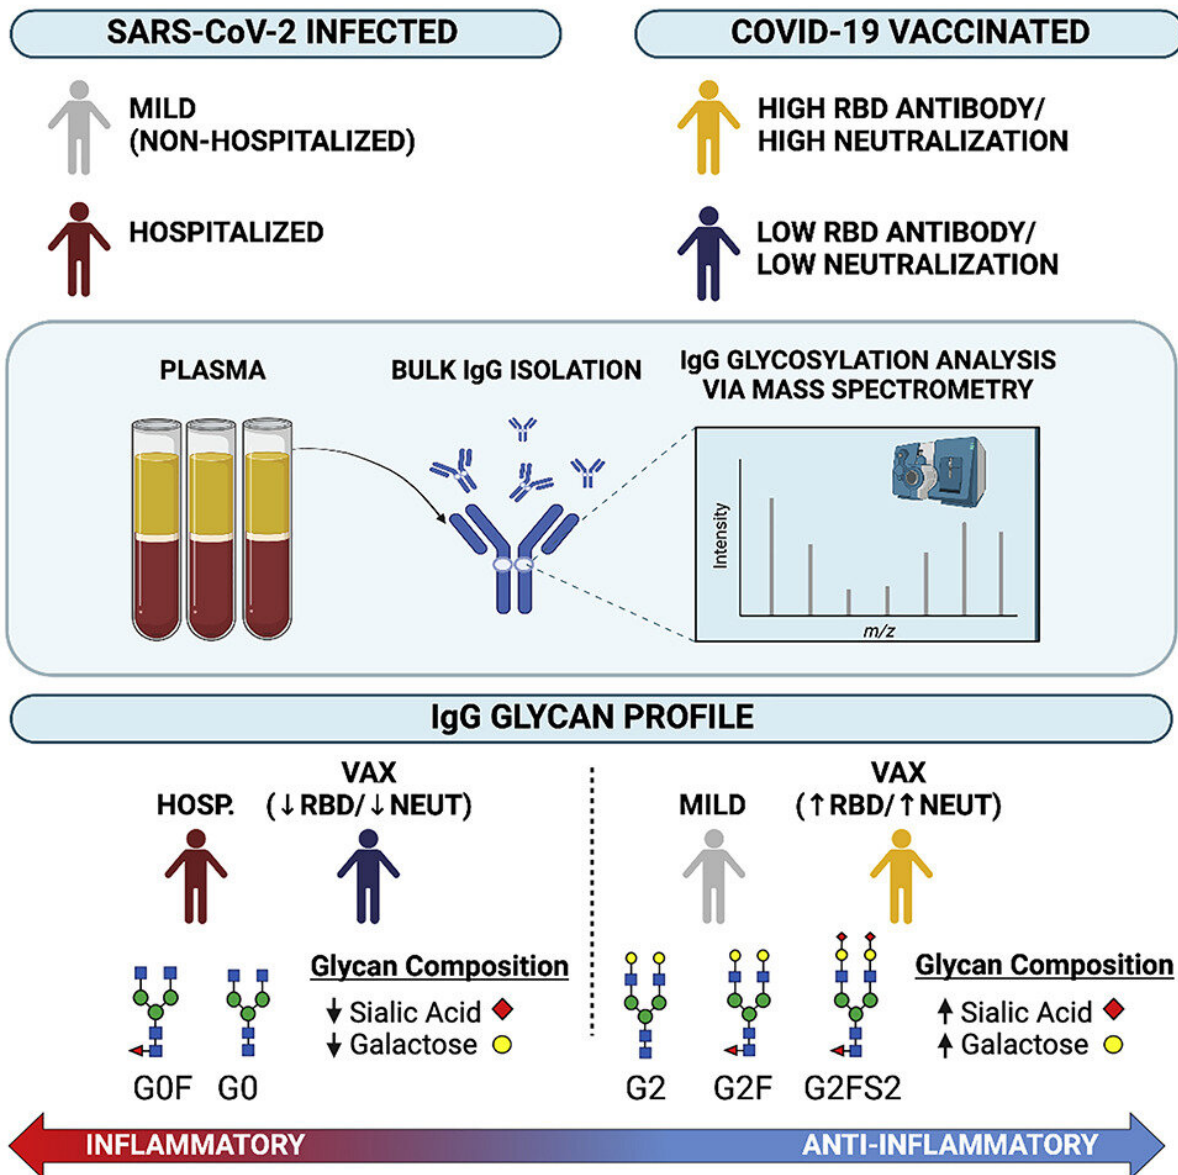 SARS-CoV-2 INFECTED
COVID-19 VACCINATED
MILD
(NON-HOSPITALIZED)
HIGH RBD ANTIBODY/
HIGH NEUTRALIZATION
HOSPITALIZED
LOW RBD ANTIBODY/
LOW NEUTRALIZATION
PLASMA
BULK IgG ISOLATION
IgG GLYCOSYLATION ANALYSIS
VIA MASS SPECTROMETRY
Intensity
m/z
IgG GLYCAN PROFILE
HOSP.
VAX
(↓RBD/↓NEUT)
MILD
VAX
(↑RBD/↑NEUT)
Glycan Composition
↓ Sialic Acid
↓ Galactose
G0F
G0
Glycan Composition
↑ Sialic Acid
↑ Galactose
G2
G2F
G2FS2
INFLAMMATORY
ANTI-INFLAMMATORY